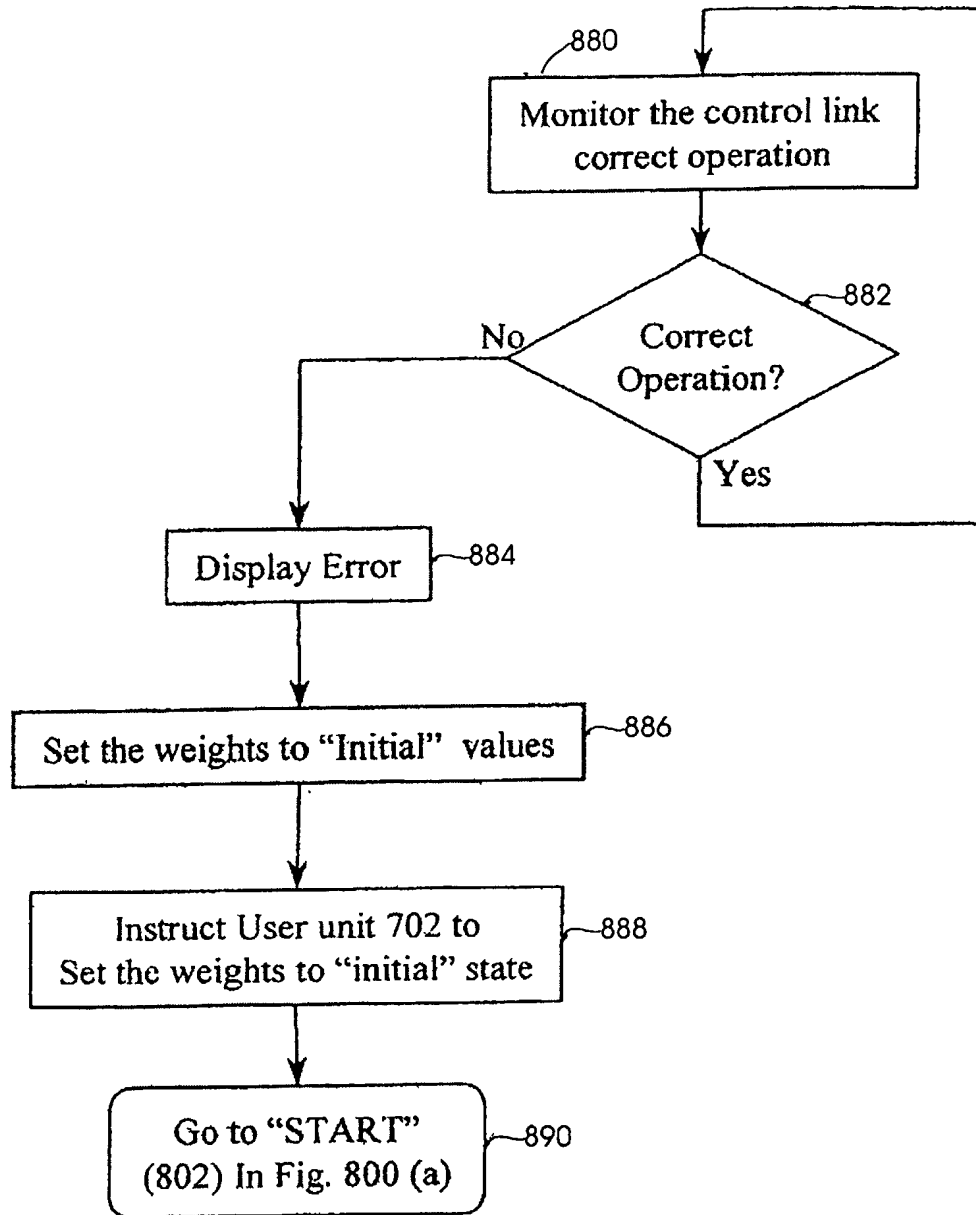 880
Monitor the control link
correct operation
882
No
Correct
Operation?
Yes
Display Error
884
Set the weights to "Initial" values
886
Instruct User unit 702 to
Set the weights to "initial" state
888
Go to "START"
(802) In Fig. 800 (a)
890